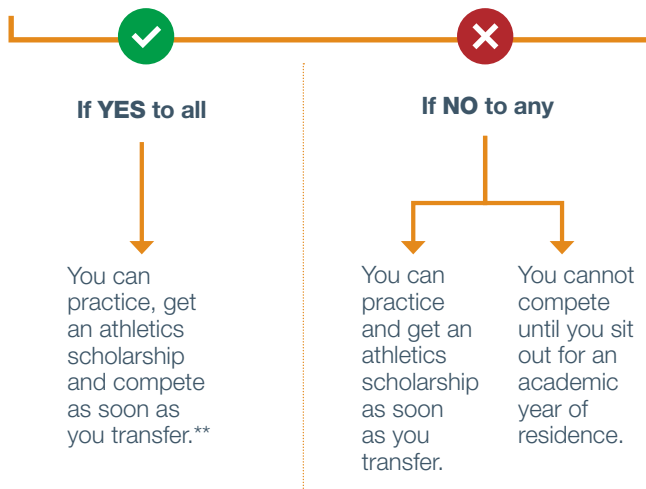 If YES to all
You can
practice, get
an athletics
scholarship
and compete
as soon as
you transfer.**
If NO to any
You can
practice
and get an
athletics
scholarship
as soon
as you
transfer.
You cannot
compete
until you sit
out for an
academic
year of
residence.